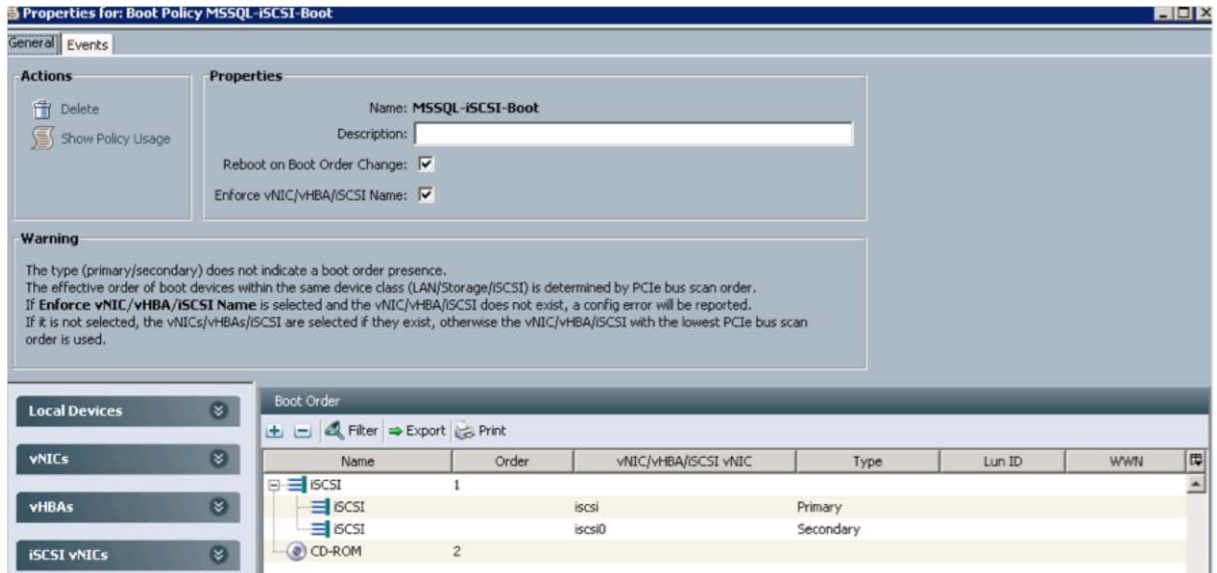 Properties for: Boot Policy MSSQL-iSCSI-Boot
General Events
Actions
Delete
Show Policy Usage
Properties
Name: MSSQL-iSCSI-Boot
Description:
Reboot on Boot Order Change:
Enforce vNIC/vHBA/iSCSI Name:
Warning
The type (primary/secondary) does not indicate a boot order presence.
The effective order of boot devices within the same device class (LAN/Storage/iSCSI) is determined by PCIe bus scan order.
If Enforce vNIC/vHBA/iSCSI Name is selected and the vNIC/vHBA/iSCSI does not exist, a config error will be reported.
If it is not selected, the vNICs/vHBAs/iSCSI are selected if they exist, otherwise the vNIC/vHBA/iSCSI with the lowest PCIe bus scan
order is used.
Local Devices
vNICs
vHBAs
iSCSI vNICs
Boot Order
Filter Export Print
Name Order vNIC/vHBA/iSCSI vNIC Type Lun ID WWN
iSCSI 1
iSCSI iscsi Primary
iSCSI iscsi0 Secondary
CD-ROM 2